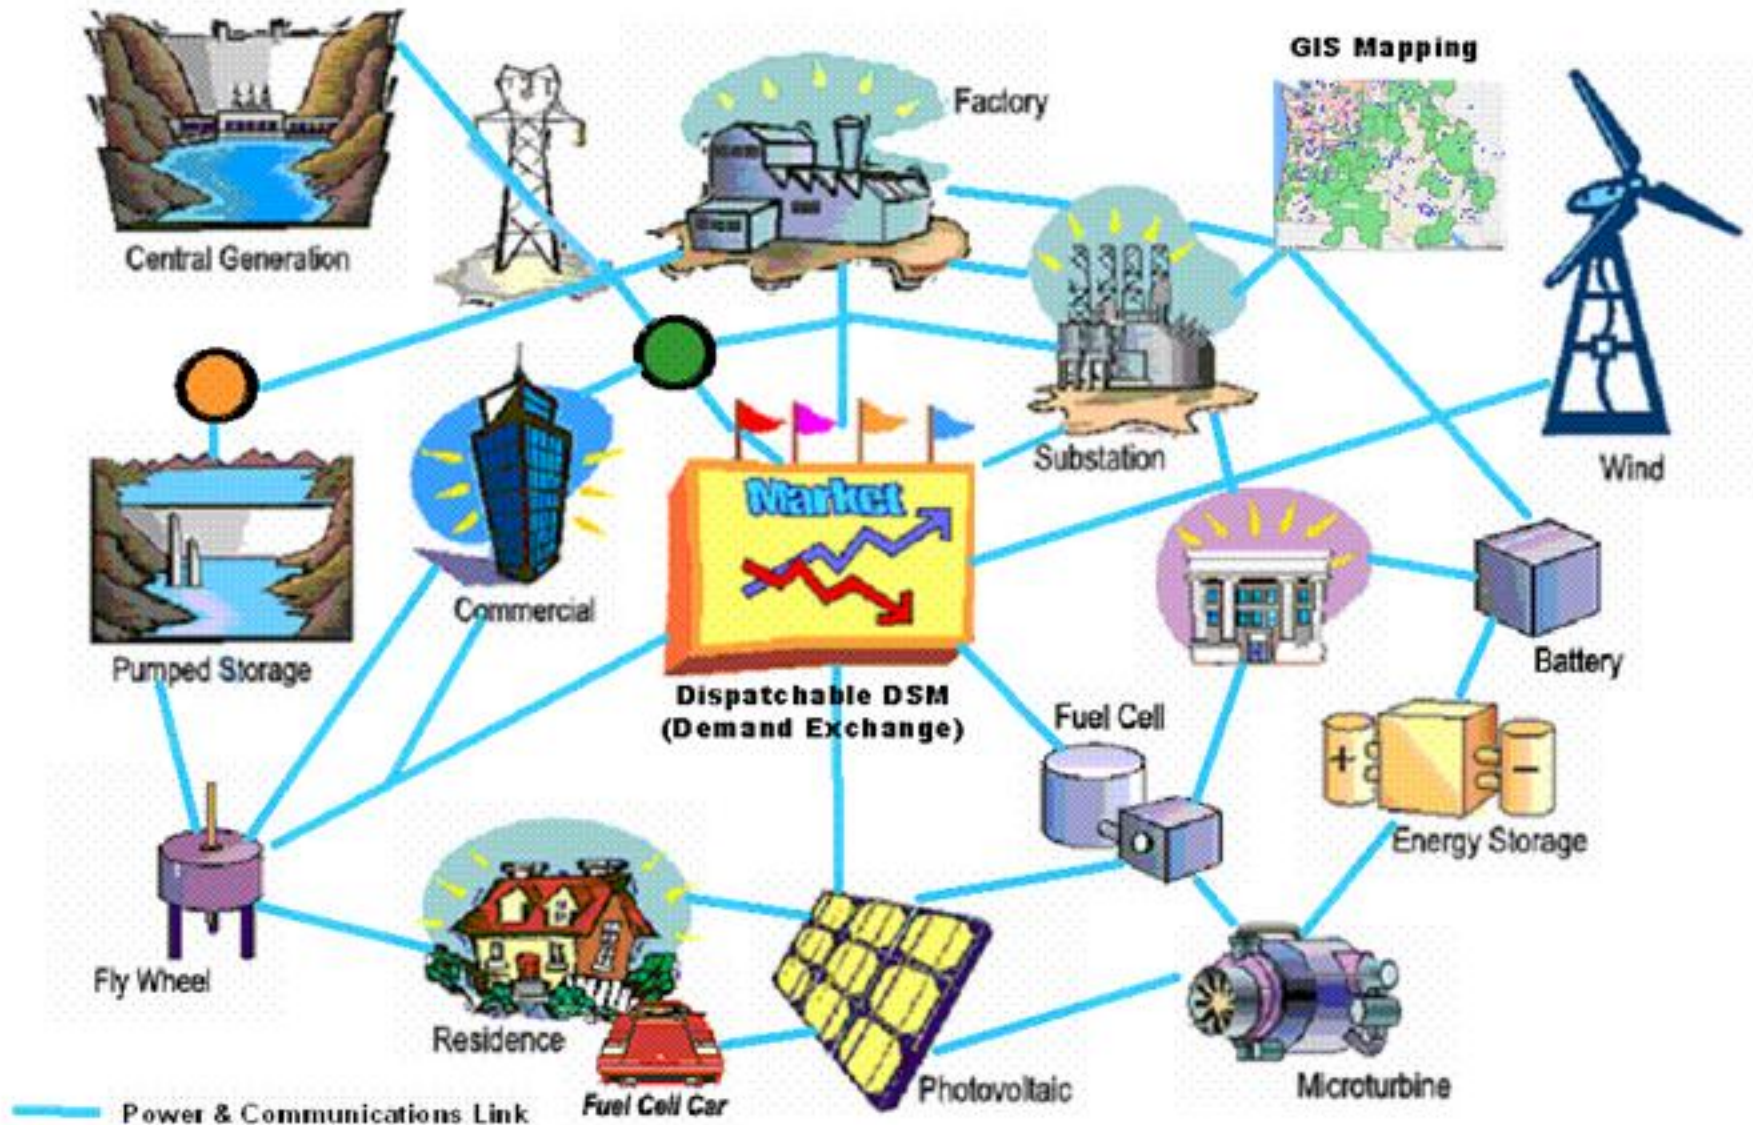 GIS Mapping
Factory
Central Generation
Substation
Wind
Market
Commercial
Pumped Storage
Battery
Dispatchable DSM
(Demand Exchange)
Fuel Cell
Energy Storage
Fly Wheel
Residence
Photovoltaic
Microturbine
Fuel Cell Car
Power & Communications Link
+
−